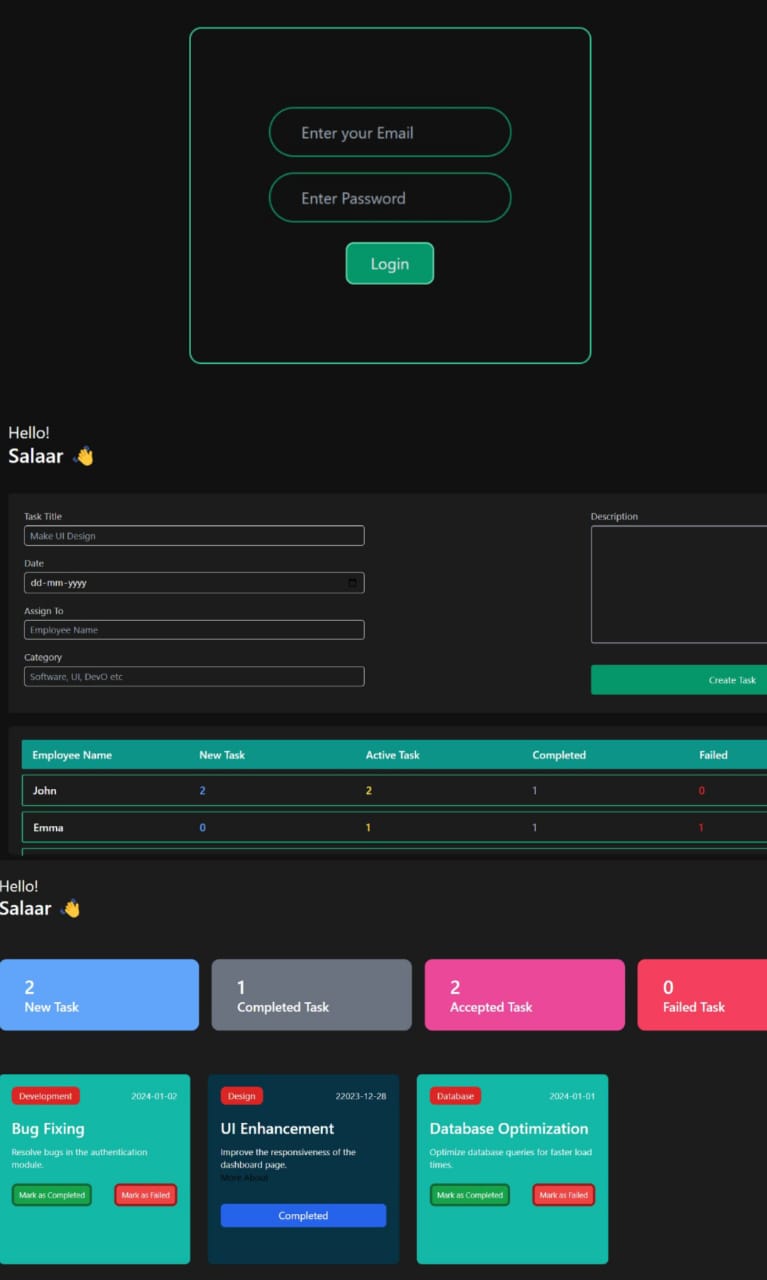 Enter your Email
Enter Password
Login
Hello!
Salaar 👋
Task Title
Make UI Design
Date
dd-mm-yyyy
Assign To
Employee Name
Category
Software, UI, DevO etc
Description
Create Task
Employee Name New Task Active Task Completed Failed
John 2 2 1 0
Emma 0 1 1 1
Hello!
Salaar 👋
2
New Task
1
Completed Task
2
Accepted Task
0
Failed Task
Development 2024-01-02
Bug Fixing
Resolve bugs in the authentication
module.
Mark as Completed Mark as Failed
Design 22023-12-28
UI Enhancement
Improve the responsiveness of the
dashboard page.
More About
Completed
Database 2024-01-01
Database Optimization
Optimize database queries for faster load
times.
Mark as Completed Mark as Failed